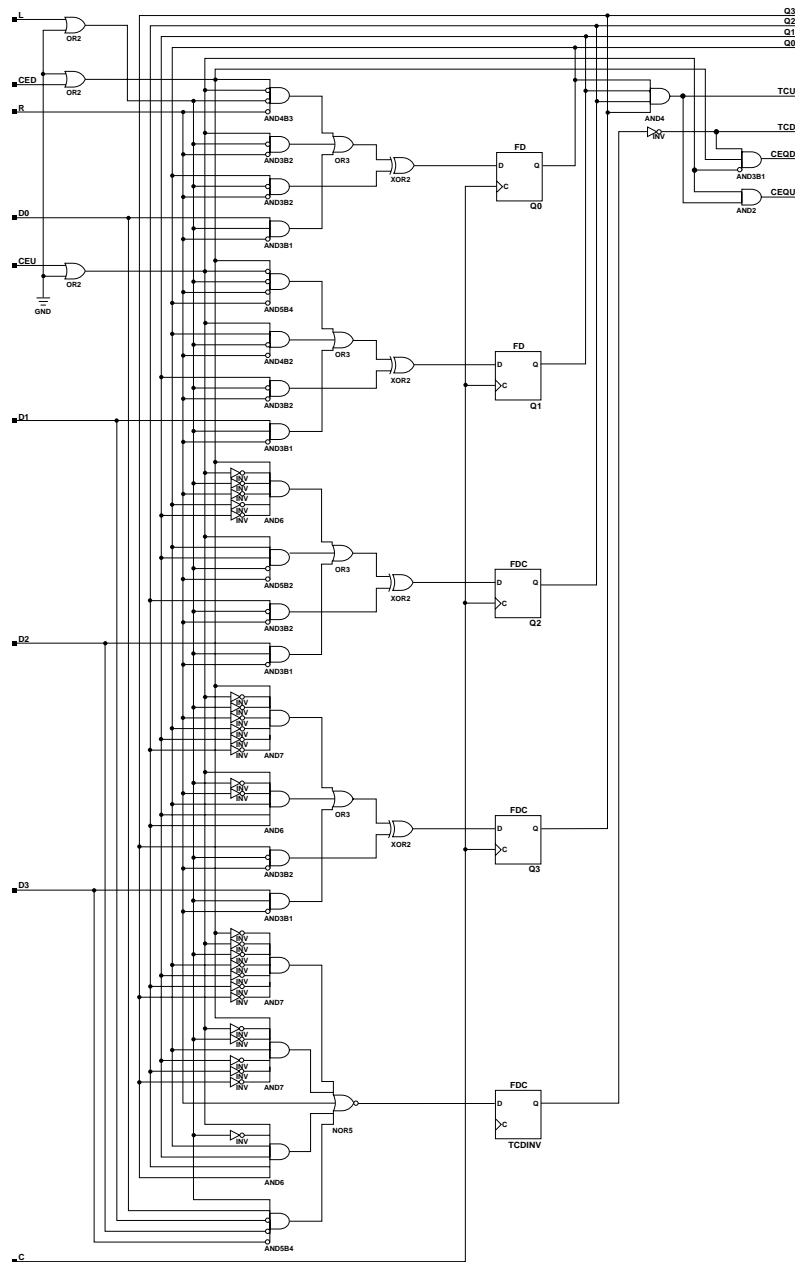 L
OR2
Q3
Q2
Q1
Q0
CED
OR2
R
AND4B3
AND4
TCU
INV
TCD
AND3B2
OR3
XOR2
FD
D
Q
C
Q0
AND3B1
CEQD
AND3B2
AND2
CEQU
D0
AND3B1
CEU
OR2
GND
AND5B4
AND4B2
OR3
XOR2
FD
D
Q
C
Q1
AND3B2
D1
AND3B1
INV
INV
INV
INV
INV
AND6
AND5B2
OR3
XOR2
FDC
D
Q
C
Q2
AND3B2
D2
AND3B1
INV
INV
INV
INV
INV
INV
AND7
INV
INV
AND6
OR3
XOR2
FDC
D
Q
C
Q3
AND3B2
D3
AND3B1
INV
INV
INV
INV
INV
INV
INV
AND7
INV
INV
INV
INV
INV
AND7
NOR5
FDC
D
Q
C
TCDINV
INV
AND6
AND5B4
C